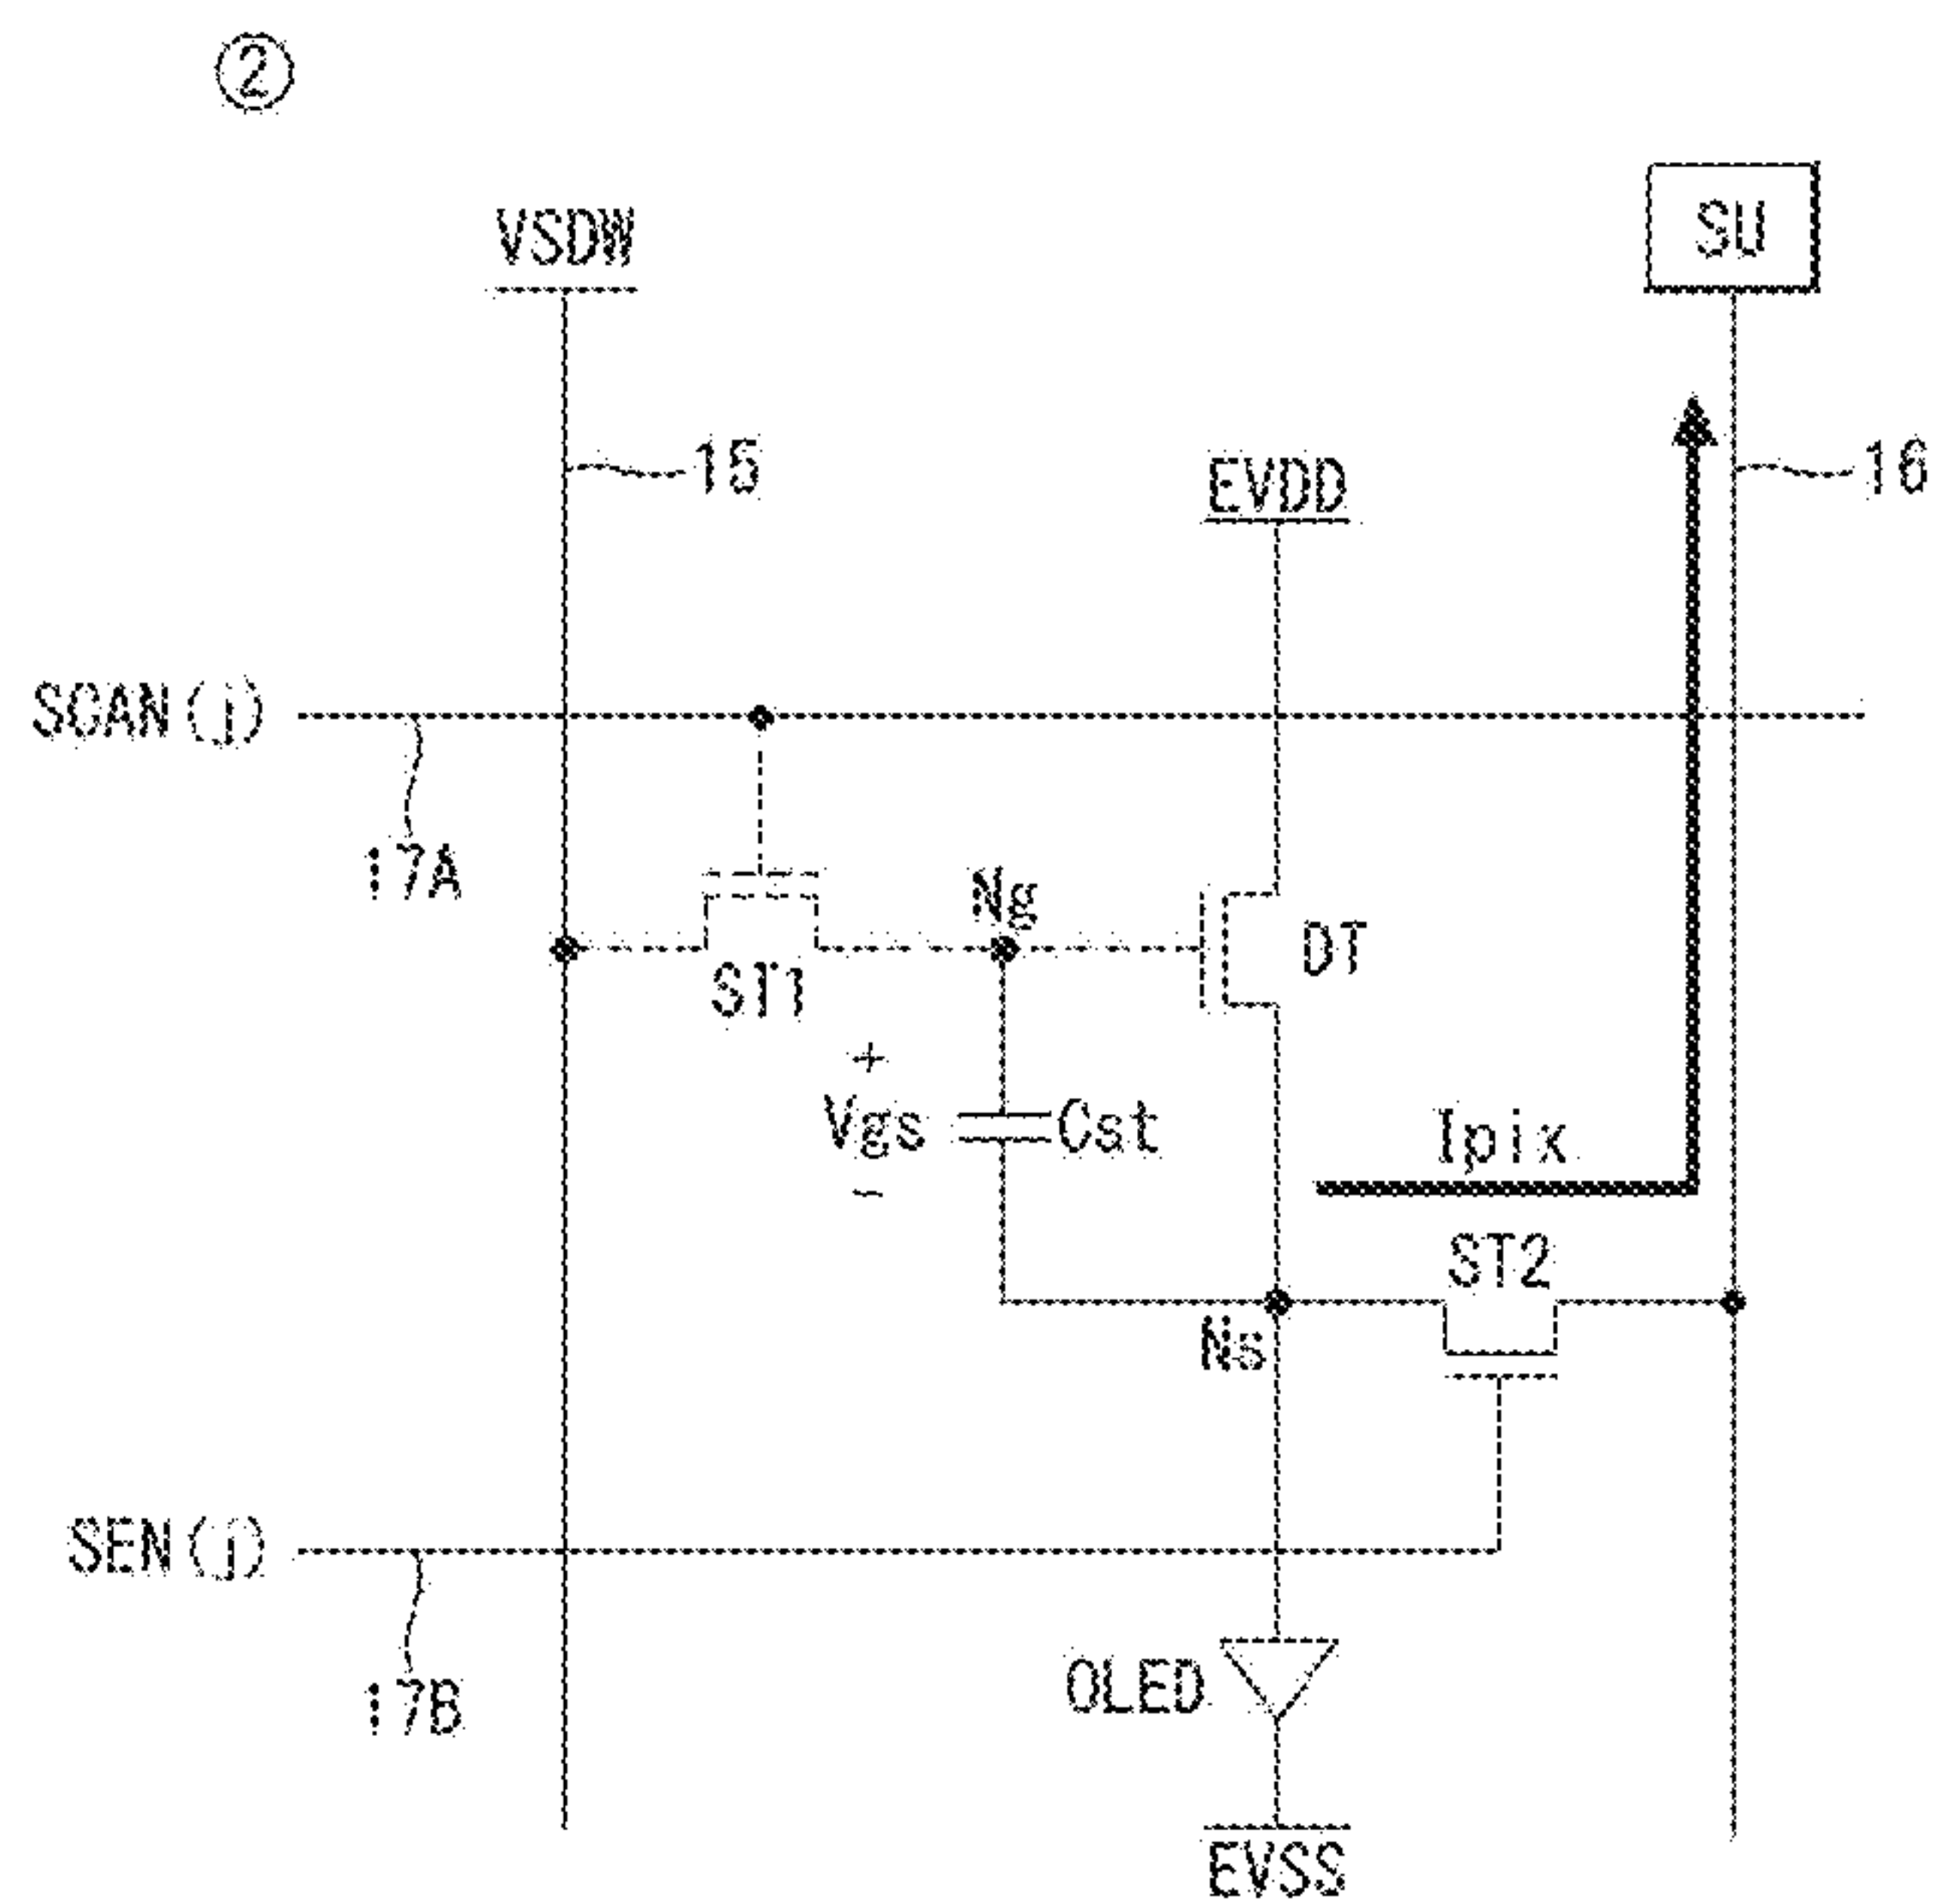 ②
VSDW
SU
15
EVDD
16
SCAN(j)
17A
Ng
DT
ST1
+
Vgs
Cst
Ipix
−
ST2
Ns
SEN(j)
OLED
17B
EVSS